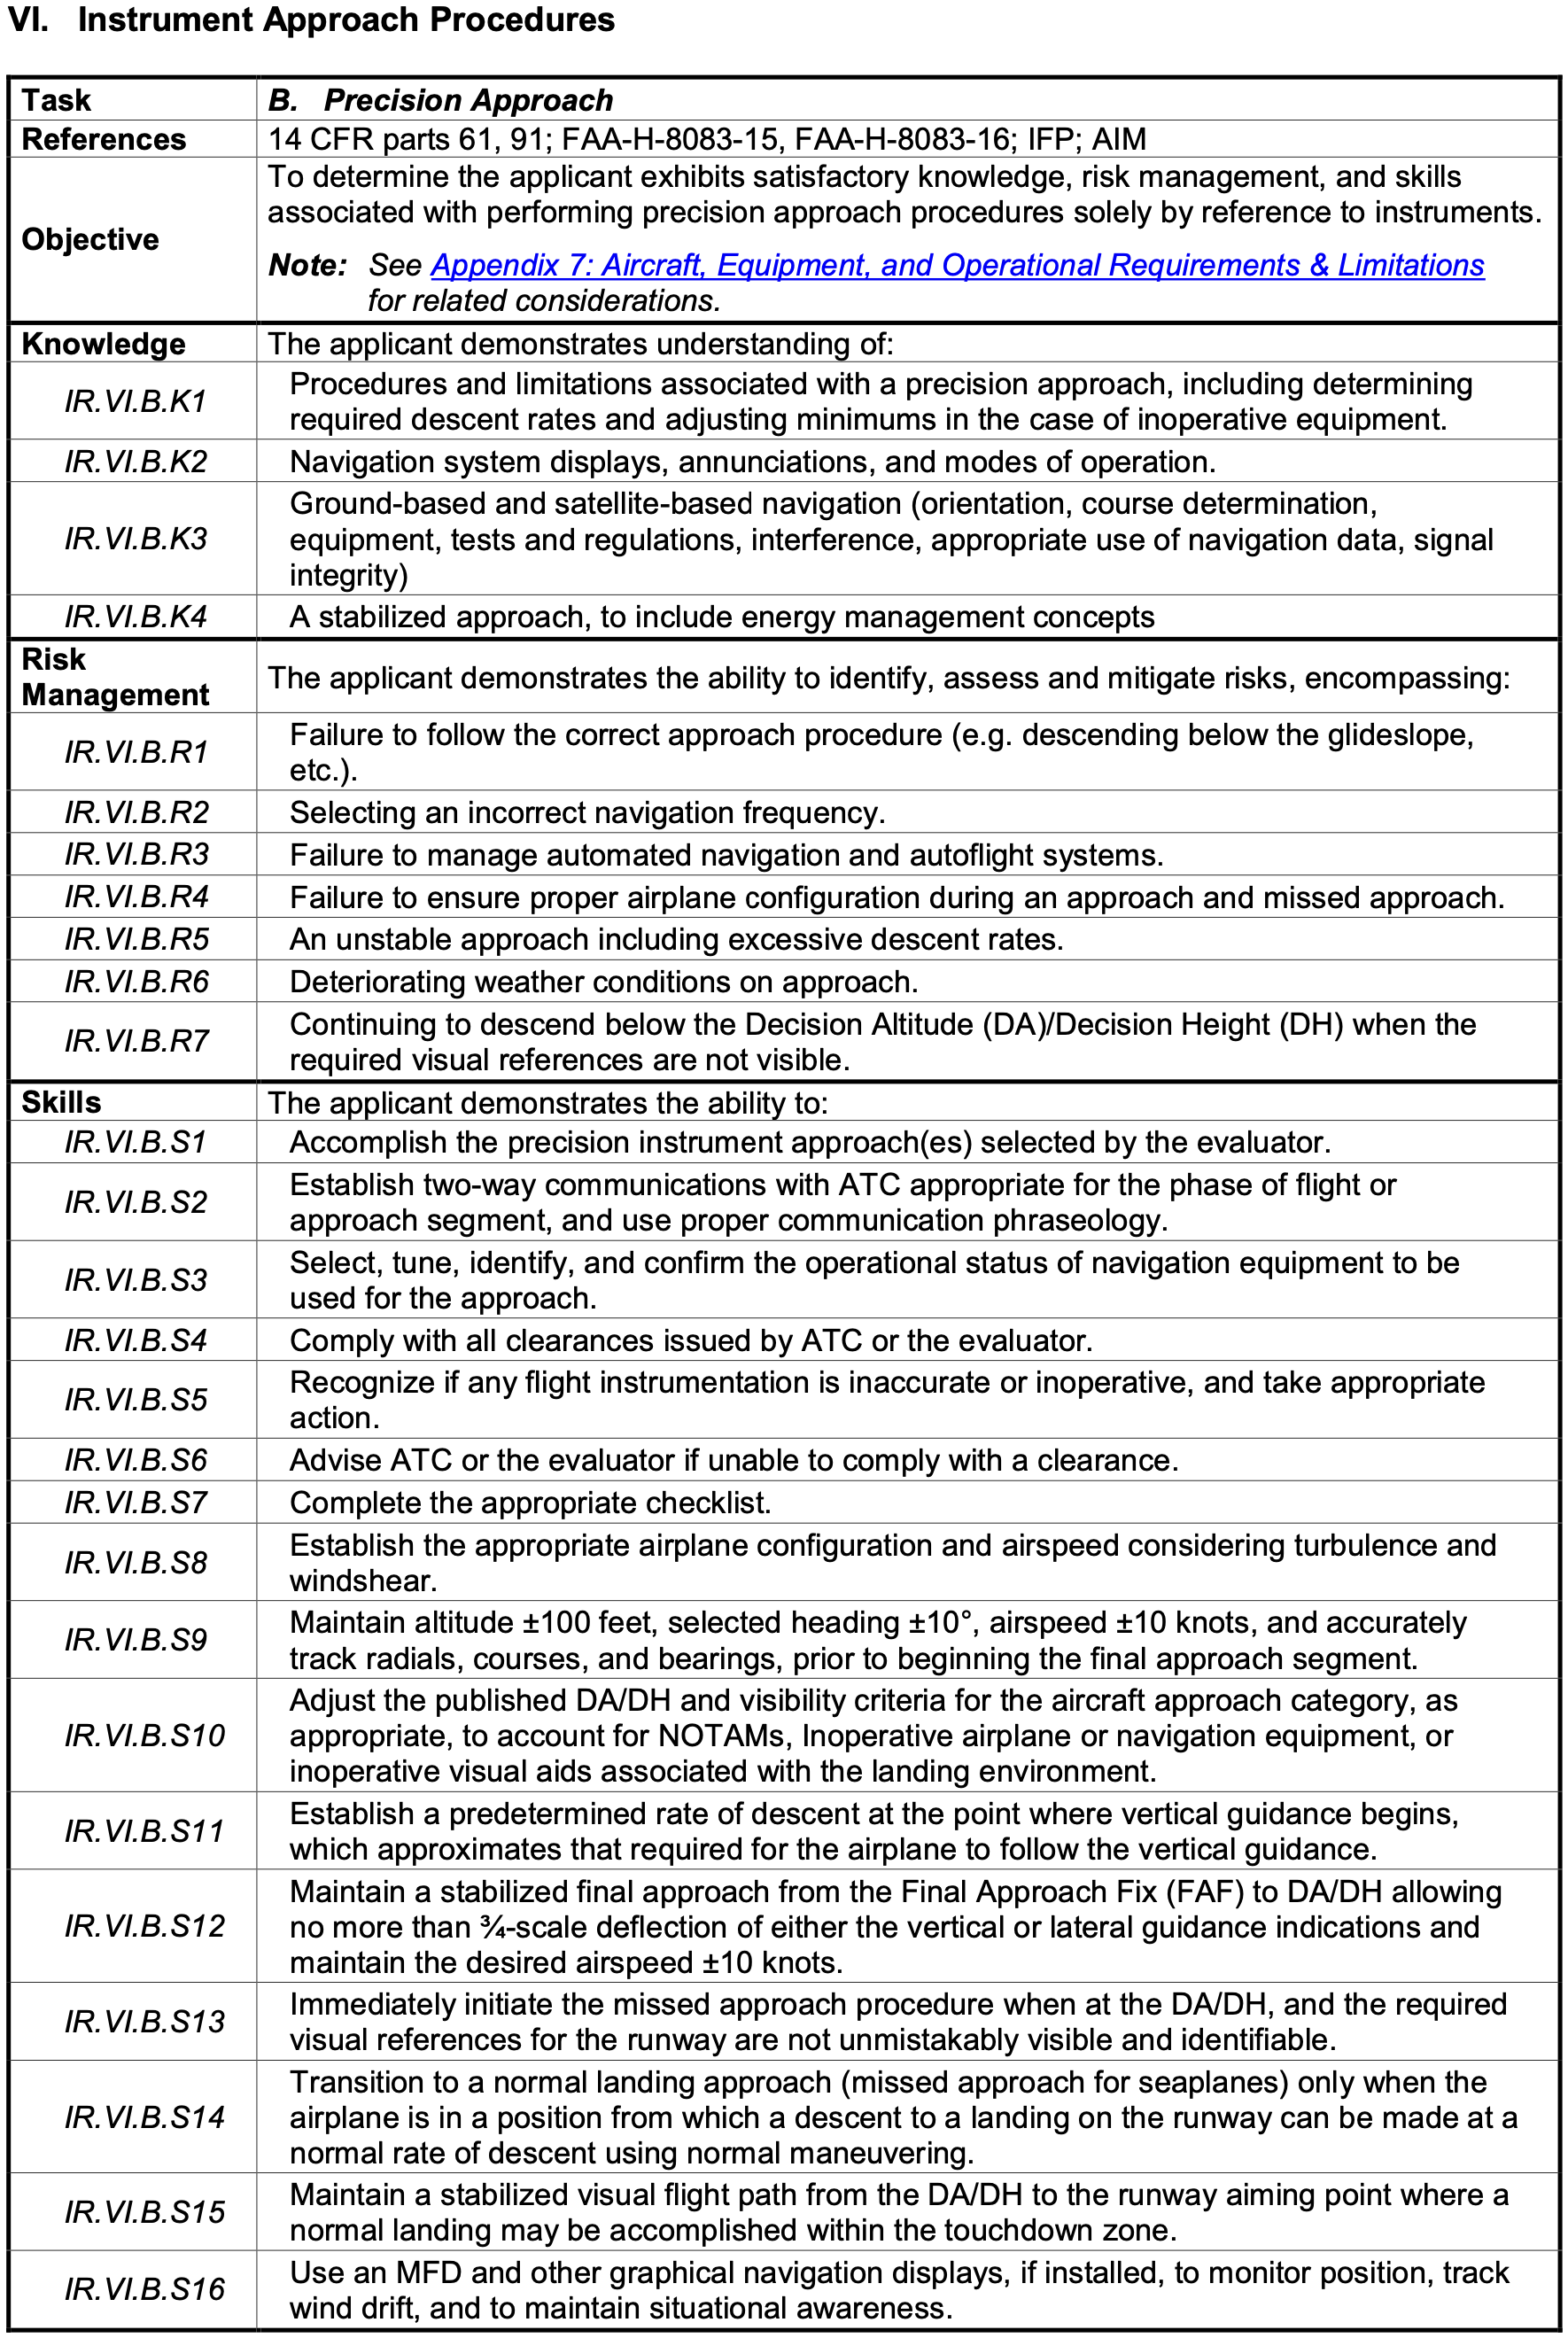 VI. Instrument Approach Procedures
Task B. Precision Approach
References 14 CFR parts 61, 91; FAA-H-8083-15, FAA-H-8083-16; IFP; AIM
Objective
To determine the applicant exhibits satisfactory knowledge, risk management, and skills
associated with performing precision approach procedures solely by reference to instruments.
Note: See Appendix 7: Aircraft, Equipment, and Operational Requirements & Limitations
for related considerations.
Knowledge The applicant demonstrates understanding of:
IR.VI.B.K1
Procedures and limitations associated with a precision approach, including determining
required descent rates and adjusting minimums in the case of inoperative equipment.
IR.VI.B.K2 Navigation system displays, annunciations, and modes of operation.
IR.VI.B.K3
Ground-based and satellite-based navigation (orientation, course determination,
equipment, tests and regulations, interference, appropriate use of navigation data, signal
integrity)
IR.VI.B.K4 A stabilized approach, to include energy management concepts
Risk
Management
The applicant demonstrates the ability to identify, assess and mitigate risks, encompassing:
IR.VI.B.R1
Failure to follow the correct approach procedure (e.g. descending below the glideslope,
etc.).
IR.VI.B.R2 Selecting an incorrect navigation frequency.
IR.VI.B.R3 Failure to manage automated navigation and autoflight systems.
IR.VI.B.R4 Failure to ensure proper airplane configuration during an approach and missed approach.
IR.VI.B.R5 An unstable approach including excessive descent rates.
IR.VI.B.R6 Deteriorating weather conditions on approach.
IR.VI.B.R7
Continuing to descend below the Decision Altitude (DA)/Decision Height (DH) when the
required visual references are not visible.
Skills The applicant demonstrates the ability to:
IR.VI.B.S1 Accomplish the precision instrument approach(es) selected by the evaluator.
IR.VI.B.S2
Establish two-way communications with ATC appropriate for the phase of flight or
approach segment, and use proper communication phraseology.
IR.VI.B.S3
Select, tune, identify, and confirm the operational status of navigation equipment to be
used for the approach.
IR.VI.B.S4 Comply with all clearances issued by ATC or the evaluator.
IR.VI.B.S5
Recognize if any flight instrumentation is inaccurate or inoperative, and take appropriate
action.
IR.VI.B.S6 Advise ATC or the evaluator if unable to comply with a clearance.
IR.VI.B.S7 Complete the appropriate checklist.
IR.VI.B.S8
Establish the appropriate airplane configuration and airspeed considering turbulence and
windshear.
IR.VI.B.S9
Maintain altitude ±100 feet, selected heading ±10°, airspeed ±10 knots, and accurately
track radials, courses, and bearings, prior to beginning the final approach segment.
IR.VI.B.S10
Adjust the published DA/DH and visibility criteria for the aircraft approach category, as
appropriate, to account for NOTAMs, Inoperative airplane or navigation equipment, or
inoperative visual aids associated with the landing environment.
IR.VI.B.S11
Establish a predetermined rate of descent at the point where vertical guidance begins,
which approximates that required for the airplane to follow the vertical guidance.
IR.VI.B.S12
Maintain a stabilized final approach from the Final Approach Fix (FAF) to DA/DH allowing
no more than ¾-scale deflection of either the vertical or lateral guidance indications and
maintain the desired airspeed ±10 knots.
IR.VI.B.S13
Immediately initiate the missed approach procedure when at the DA/DH, and the required
visual references for the runway are not unmistakably visible and identifiable.
IR.VI.B.S14
Transition to a normal landing approach (missed approach for seaplanes) only when the
airplane is in a position from which a descent to a landing on the runway can be made at a
normal rate of descent using normal maneuvering.
IR.VI.B.S15
Maintain a stabilized visual flight path from the DA/DH to the runway aiming point where a
normal landing may be accomplished within the touchdown zone.
IR.VI.B.S16
Use an MFD and other graphical navigation displays, if installed, to monitor position, track
wind drift, and to maintain situational awareness.